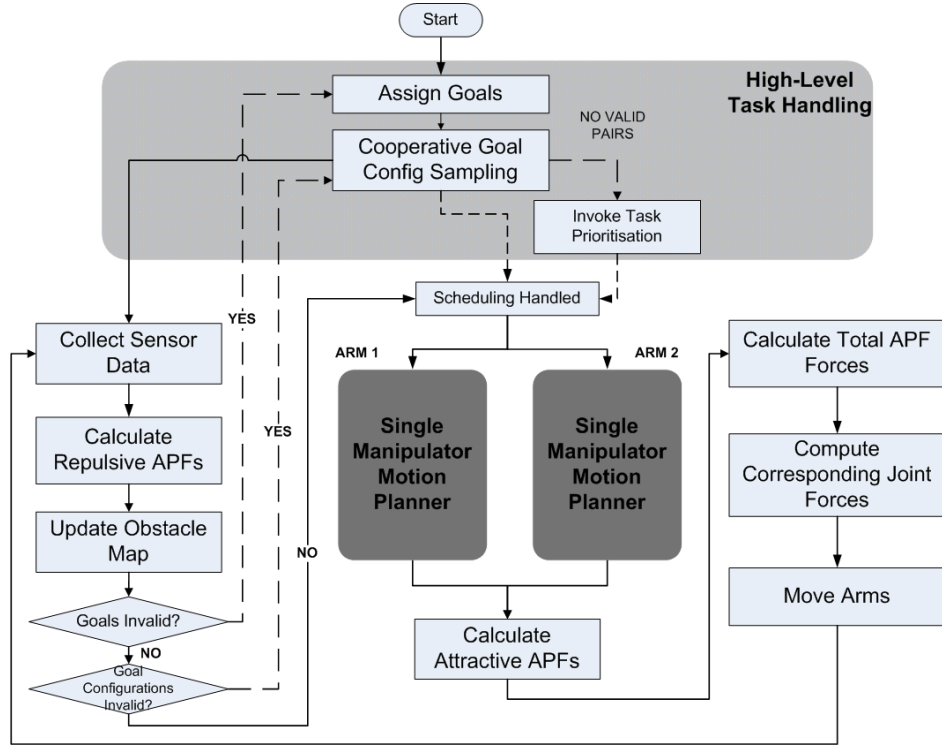 Start
High-Level
Task Handling
Assign Goals
NO VALID
PAIRS
Cooperative Goal
Config Sampling
Invoke Task
Prioritisation
Scheduling Handled
YES
Collect Sensor
Data
ARM 1
ARM 2
Calculate Total APF
Forces
Calculate
Repulsive APFs
YES
Single
Manipulator
Motion
Planner
Single
Manipulator
Motion
Planner
Compute
Corresponding Joint
Forces
Update Obstacle
Map
NO
Move Arms
Goals Invalid?
NO
Calculate
Attractive APFs
Goal
Configurations
Invalid?